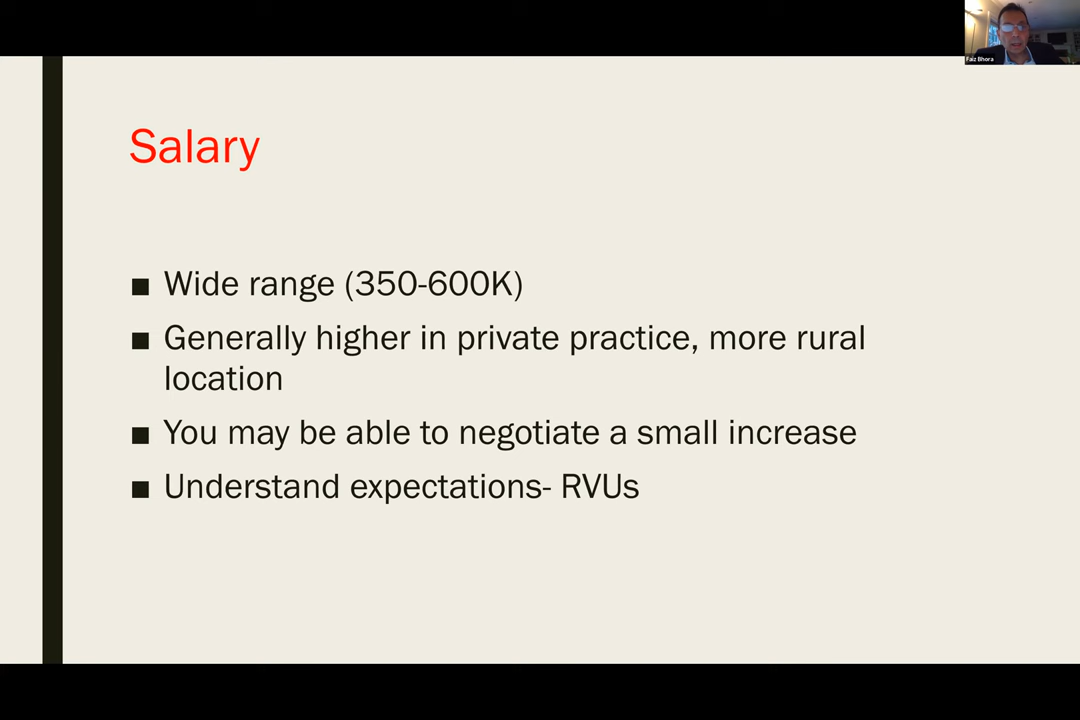 Faiz Bhora
Salary
■ Wide range (350-600K)
■ Generally higher in private practice, more rural
location
■ You may be able to negotiate a small increase
■ Understand expectations- RVUs